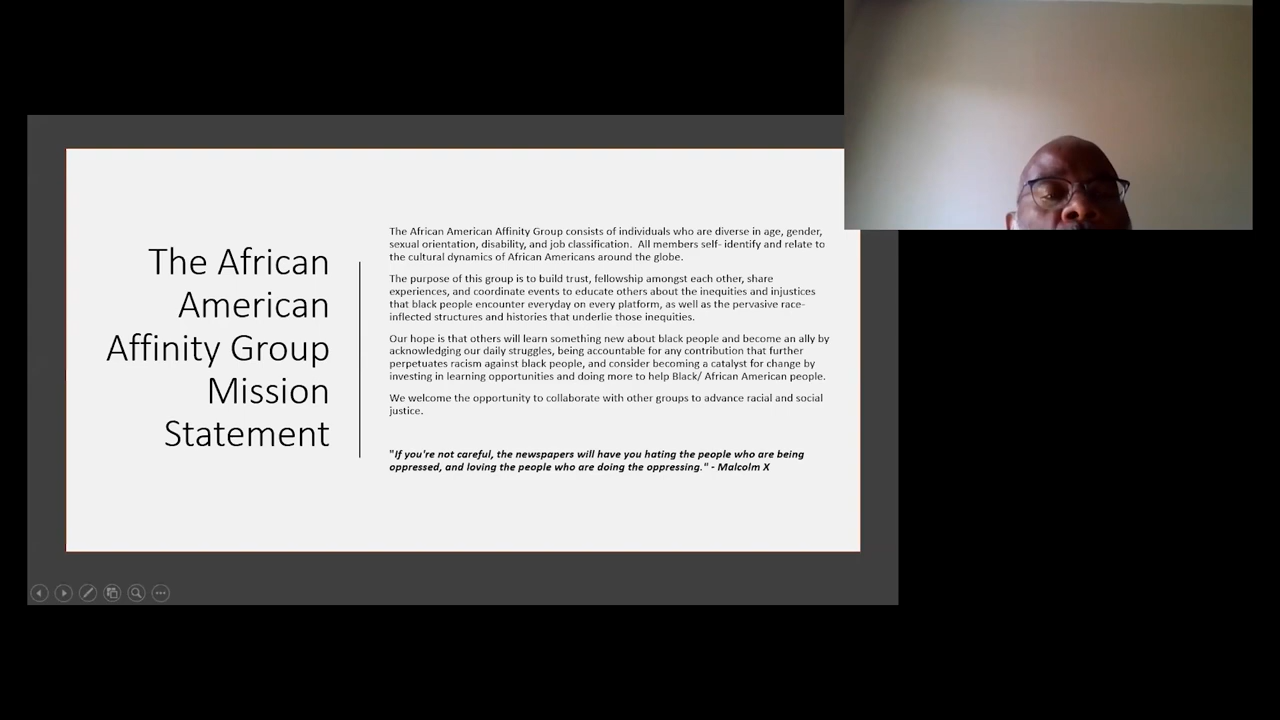 The African
American
Affinity Group
Mission
Statement
The African American Affinity Group consists of individuals who are diverse in age, gender,
sexual orientation, disability, and job classification.  All members self- identify and relate to
the cultural dynamics of African Americans around the globe.
The purpose of this group is to build trust, fellowship amongst each other, share
experiences, and coordinate events to educate others about the inequities and injustices
that black people encounter everyday on every platform, as well as the pervasive race-
inflected structures and histories that underlie those inequities.
Our hope is that others will learn something new about black people and become an ally by
acknowledging our daily struggles, being accountable for any contribution that further
perpetuates racism against black people, and consider becoming a catalyst for change by
investing in learning opportunities and doing more to help Black/ African American people.
We welcome the opportunity to collaborate with other groups to advance racial and social
justice.
"If you're not careful, the newspapers will have you hating the people who are being
oppressed, and loving the people who are doing the oppressing." - Malcolm X